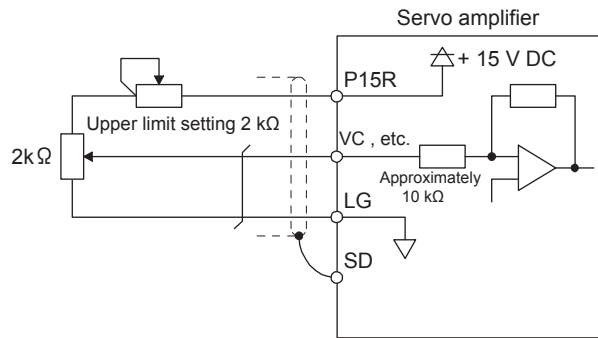 Servo amplifier
P15R
+ 15 V DC
Upper limit setting 2 kΩ
2kΩ
VC , etc.
Approximately
10 kΩ
LG
SD